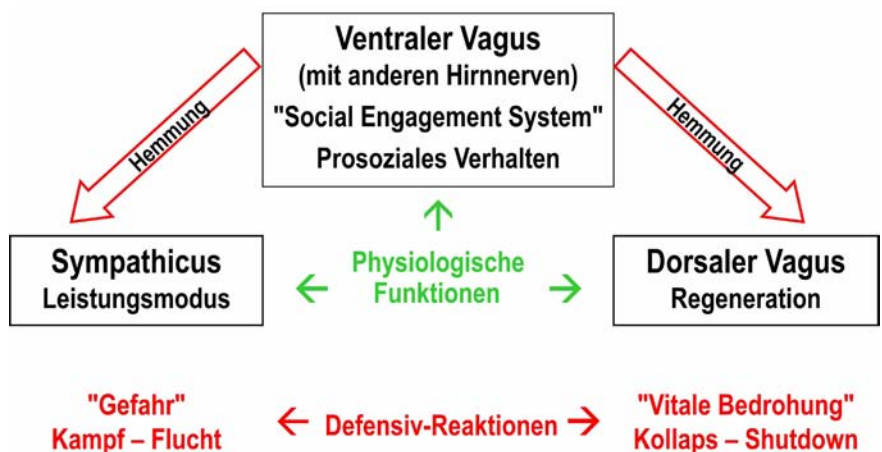 Ventraler Vagus
(mit anderen Hirnnerven)
"Social Engagement System"
Prosoziales Verhalten
Hemmung
Hemmung
Sympathicus
Leistungsmodus
Physiologische
Funktionen
Dorsaler Vagus
Regeneration
"Gefahr"
Kampf – Flucht
Defensiv-Reaktionen
"Vitale Bedrohung"
Kollaps – Shutdown